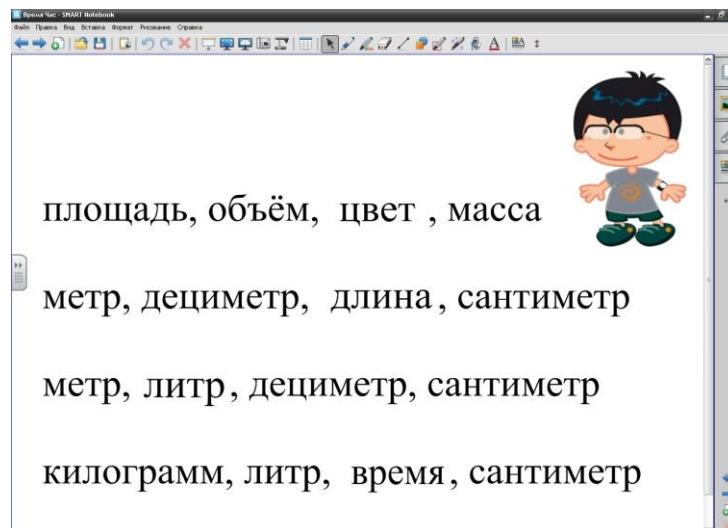 Время Час - SMART Notebook
Файл Правка Вид Вставка Формат Рисование Справка
площадь, объём, цвет , масса
метр, дециметр, длина , сантиметр
метр, литр , дециметр, сантиметр
килограмм, литр, время , сантиметр